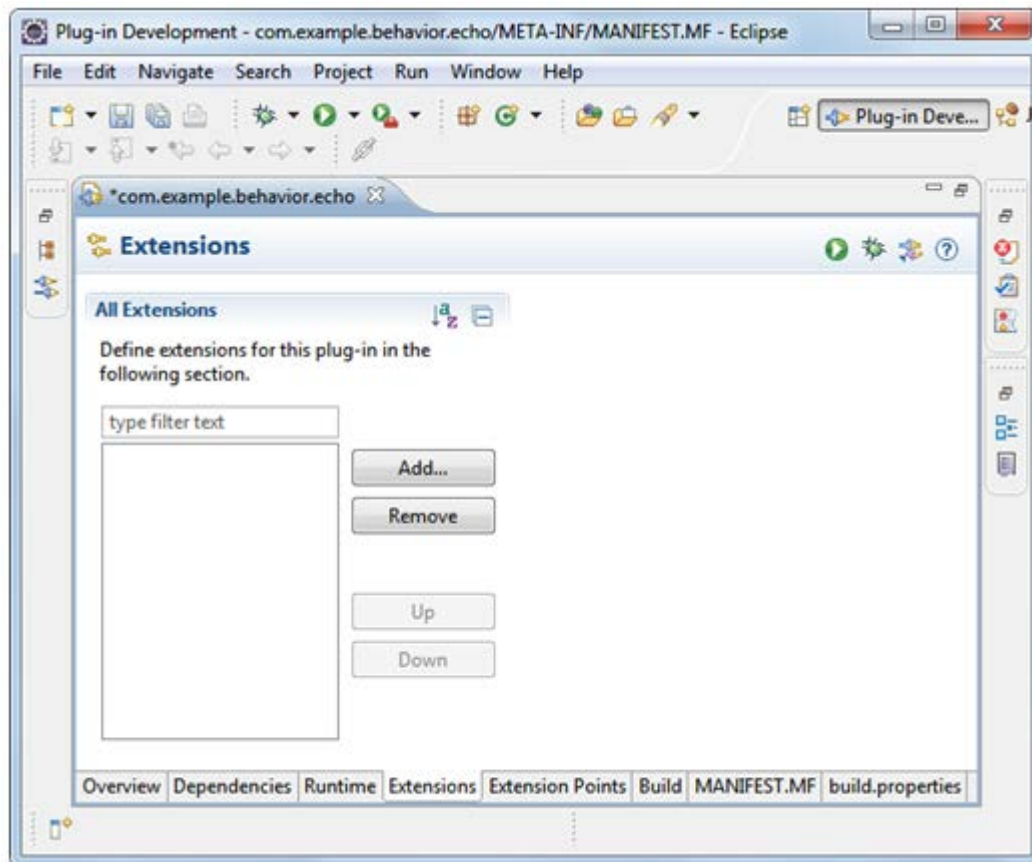 Plug-in Development - com.example.behavior.echo/META-INF/MANIFEST.MF - Eclipse
File Edit Navigate Search Project Run Window Help
Plug-in Deve... J
*com.example.behavior.echo
Extensions
All Extensions
Define extensions for this plug-in in the
following section.
type filter text
Add...
Remove
Up
Down
Overview Dependencies Runtime Extensions Extension Points Build MANIFEST.MF build.properties